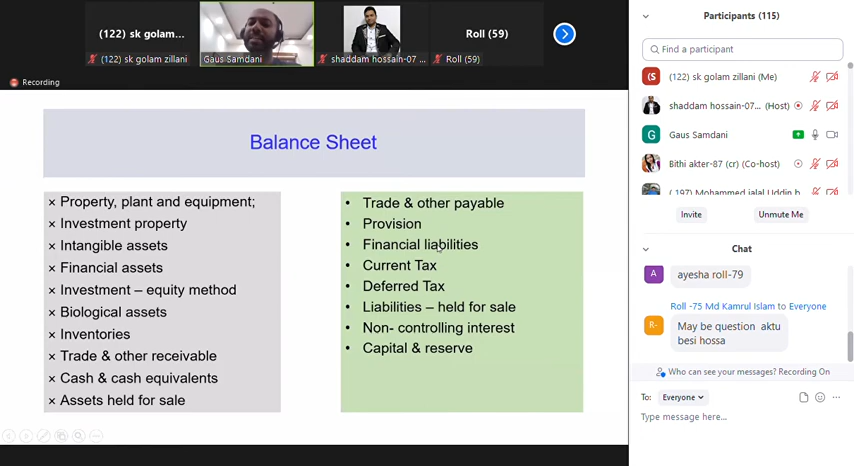 (122) sk golam...
Roll (59)
(122) sk golam zillani
Gaus Samdani
shaddam hossain-07 ...
Roll (59)
Recording
Balance Sheet
× Property, plant and equipment;
× Investment property
× Intangible assets
× Financial assets
× Investment – equity method
× Biological assets
× Inventories
× Trade & other receivable
× Cash & cash equivalents
× Assets held for sale
• Trade & other payable
• Provision
• Financial liabilities
• Current Tax
• Deferred Tax
• Liabilities – held for sale
• Non- controlling interest
• Capital & reserve
Participants (115)
Find a participant
(S
(122) sk golam zillani (Me)
shaddam hossain-07... (Host)
G
Gaus Samdani
Bithi akter-87 (cr) (Co-host)
( 197) Mohammed jalal Uddin b
Invite
Unmute Me
Chat
A
ayesha roll-79
Roll -75 Md Kamrul Islam to Everyone
R-
May be question aktu
besi hossa
Who can see your messages? Recording On
To:
Everyone
Type message here...